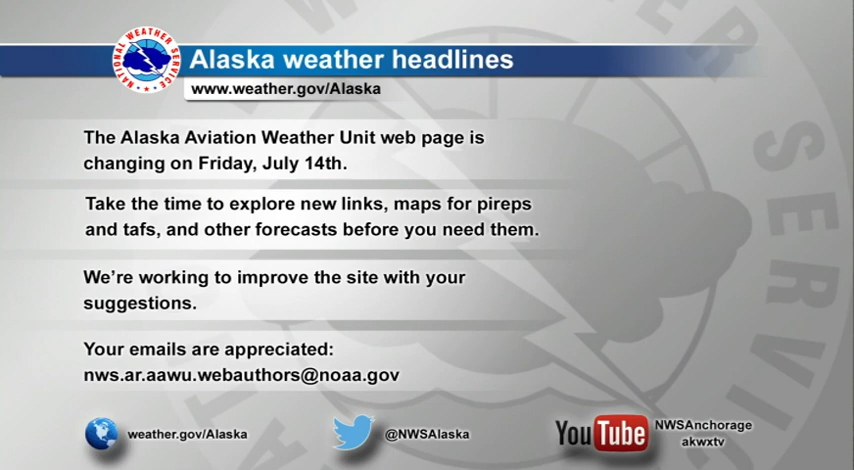 NATIONAL WEATHER SERVICE
Alaska weather headlines
www.weather.gov/Alaska
The Alaska Aviation Weather Unit web page is
changing on Friday, July 14th.
Take the time to explore new links, maps for pireps
and tafs, and other forecasts before you need them.
We're working to improve the site with your
suggestions.
Your emails are appreciated:
nws.ar.aawu.webauthors@noaa.gov
weather.gov/Alaska
@NWSAlaska
YouTube
NWSAnchorage
akwxtv